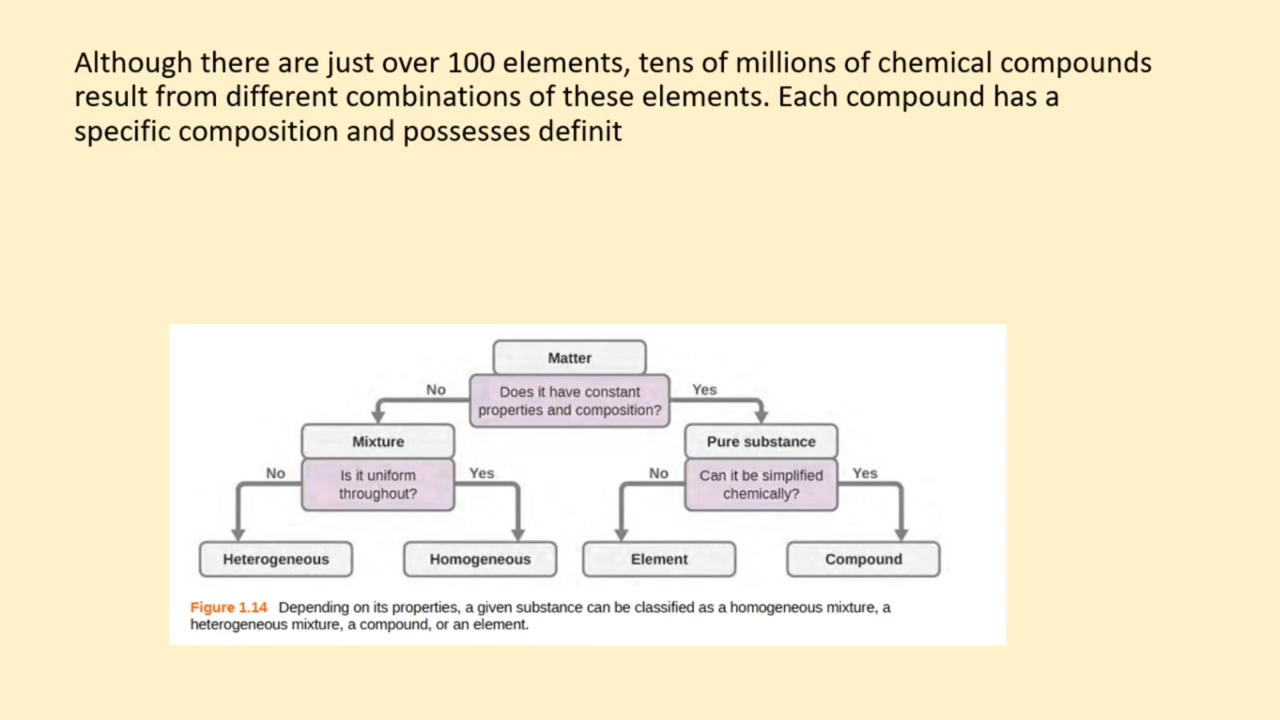 Although there are just over 100 elements, tens of millions of chemical compounds
result from different combinations of these elements. Each compound has a
specific composition and possesses definit
Matter
No
Does it have constant
properties and composition?
Yes
Mixture
Pure substance
No
Is it uniform
throughout?
Yes
No
Can it be simplified
chemically?
Yes
Heterogeneous
Homogeneous
Element
Compound
Figure 1.14 Depending on its properties, a given substance can be classified as a homogeneous mixture, a
heterogeneous mixture, a compound, or an element.